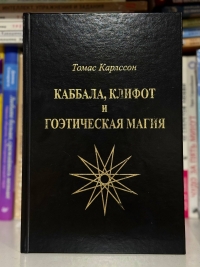 Томас Карлссон
КАББАЛА, КЛИФОТ
И
ГОЭТИЧЕСКАЯ МАГИЯ